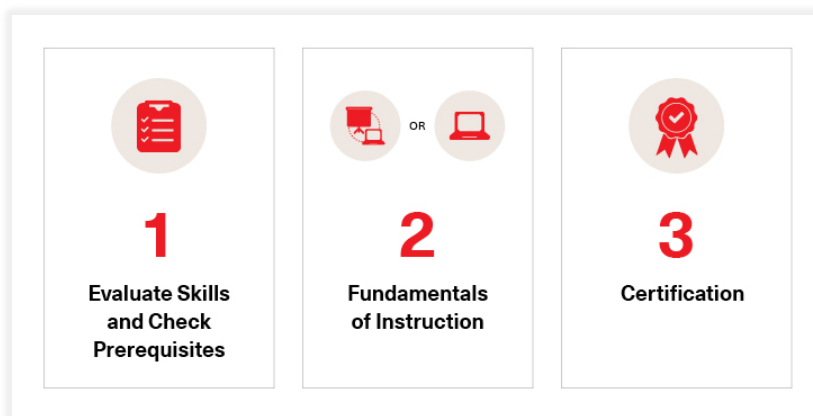 1
Evaluate Skills
and Check
Prerequisites
OR
2
Fundamentals
of Instruction
3
Certification